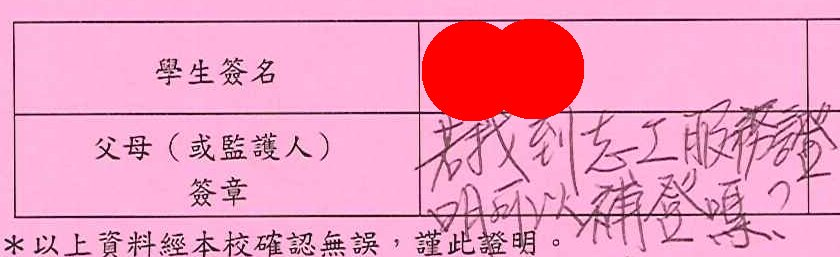 學生簽名
父母（或監護人）
簽章
若我到志工服務證
明可以補登嗎？
＊以上資料經本校確認無誤，謹此證明。